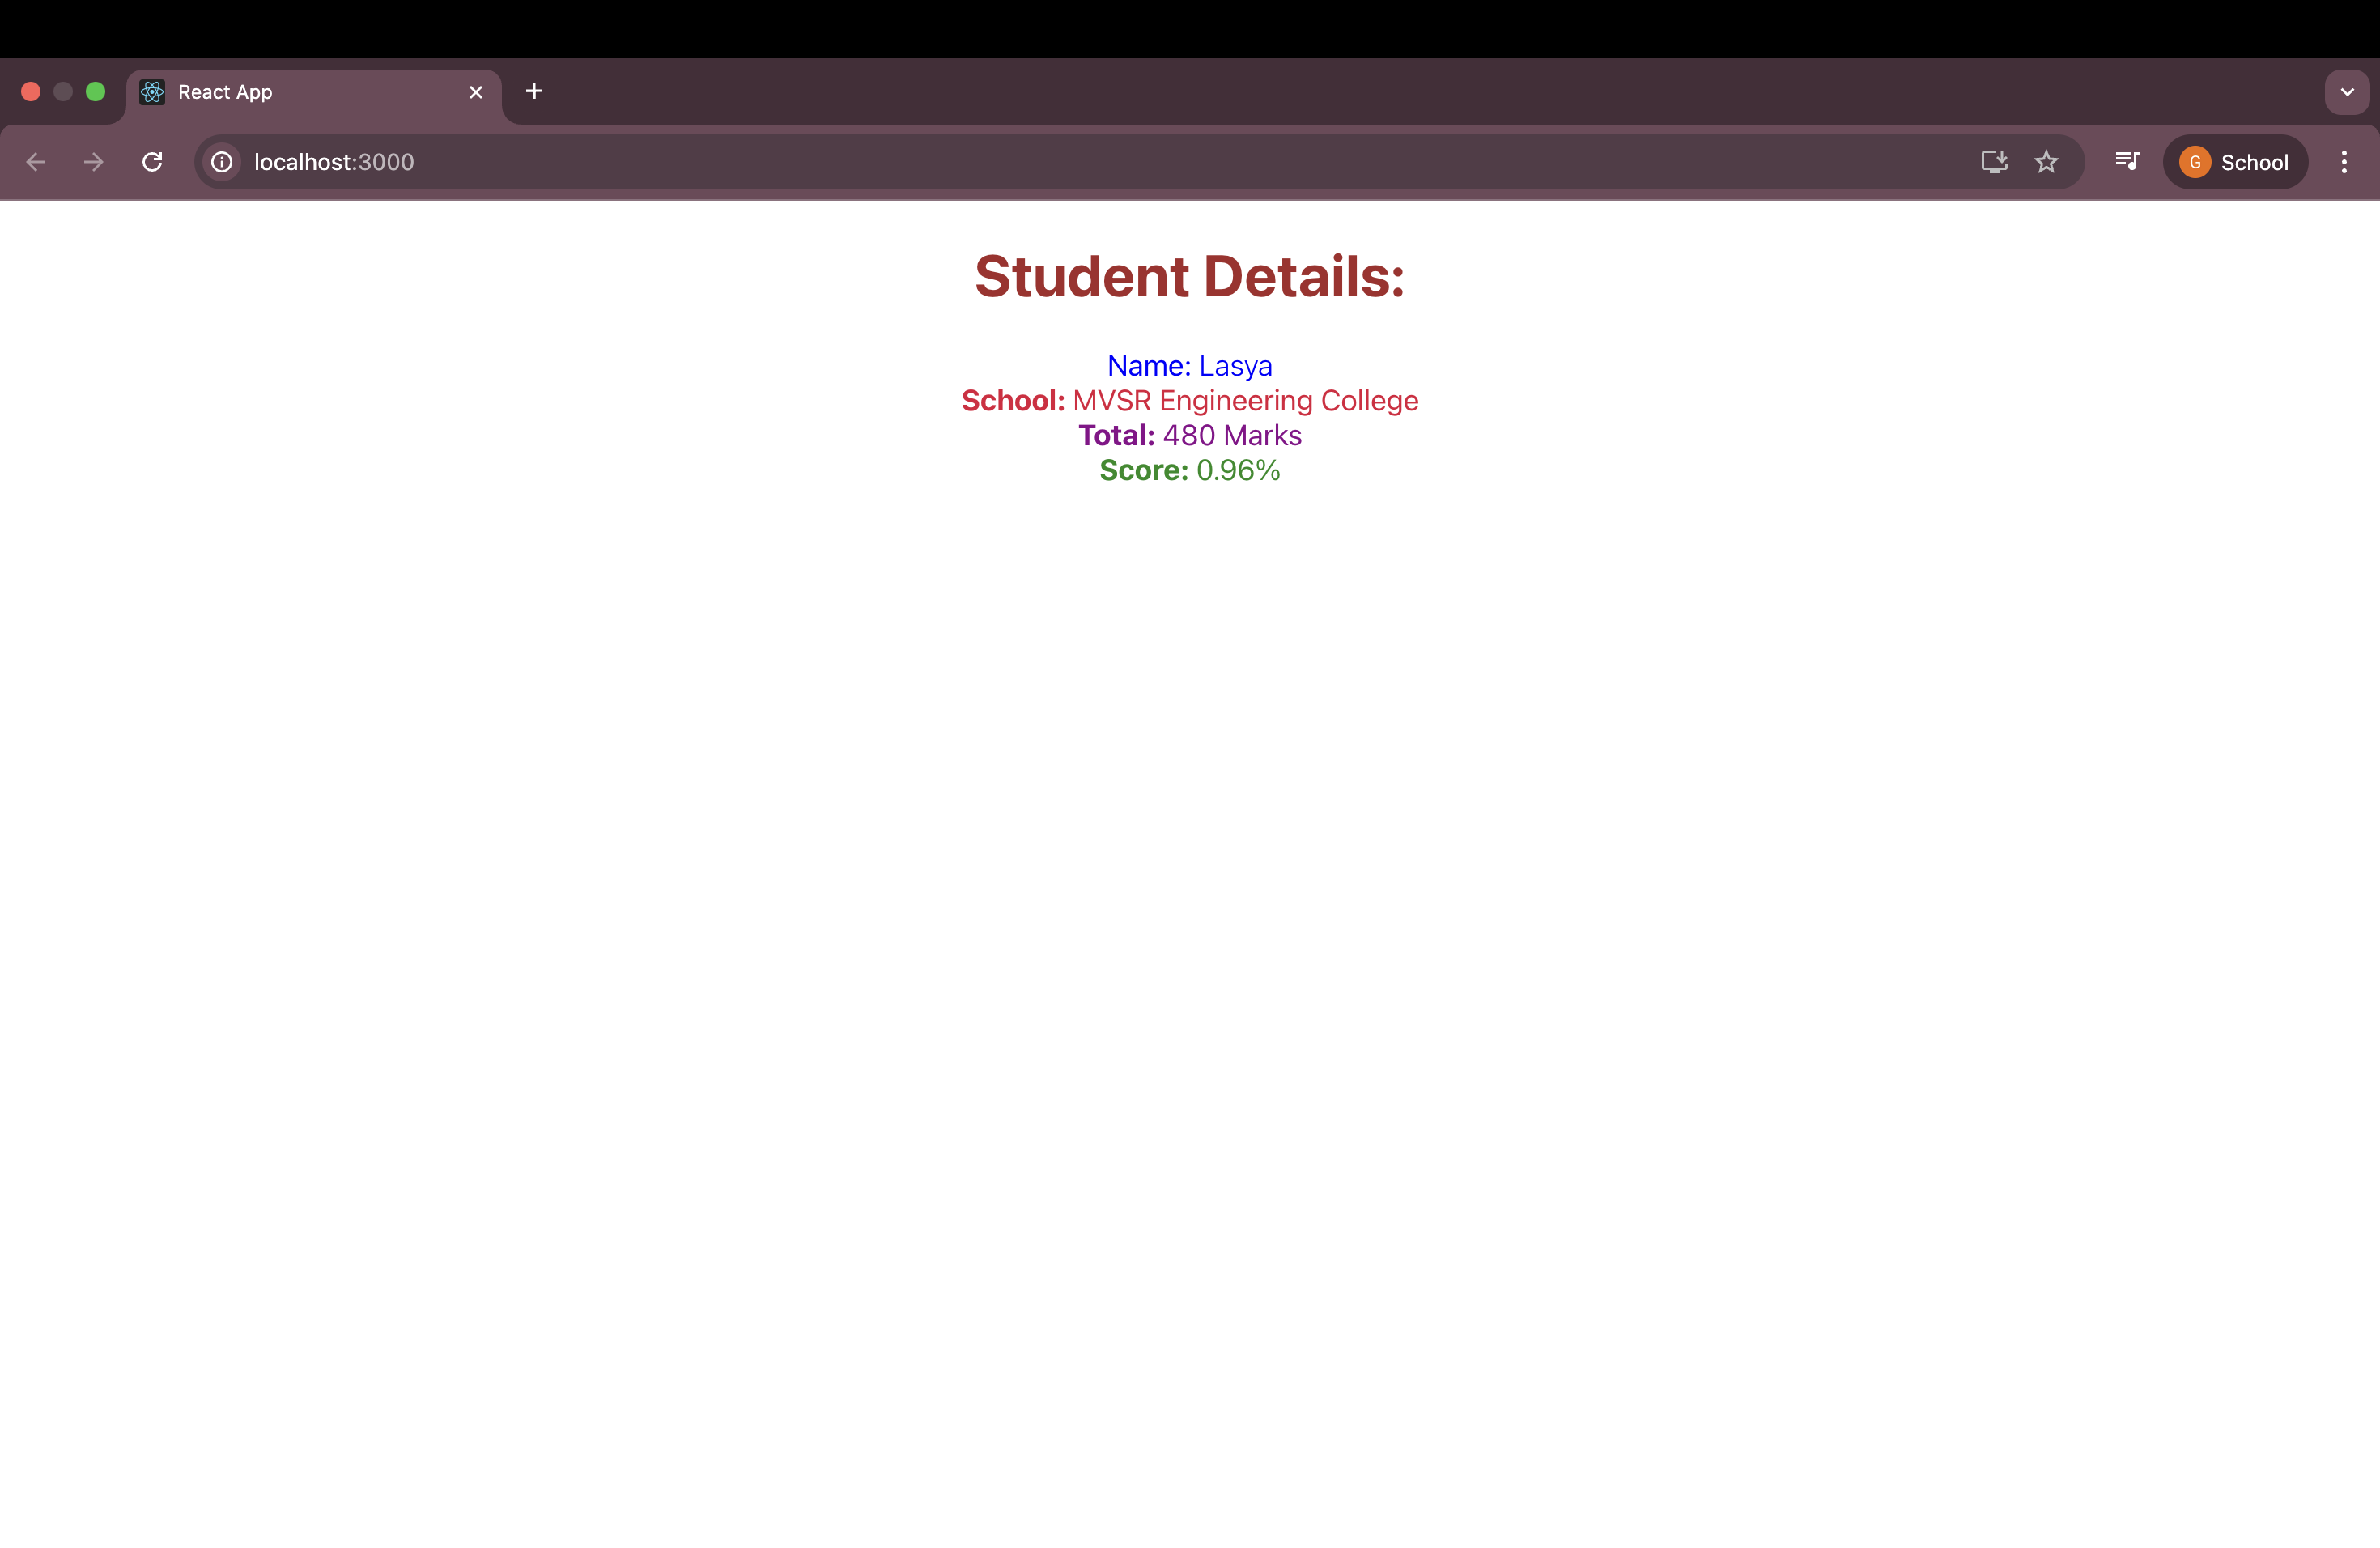 React App
localhost:3000
G School
Student Details:
Name: Lasya
School: MVSR Engineering College
Total: 480 Marks
Score: 0.96%